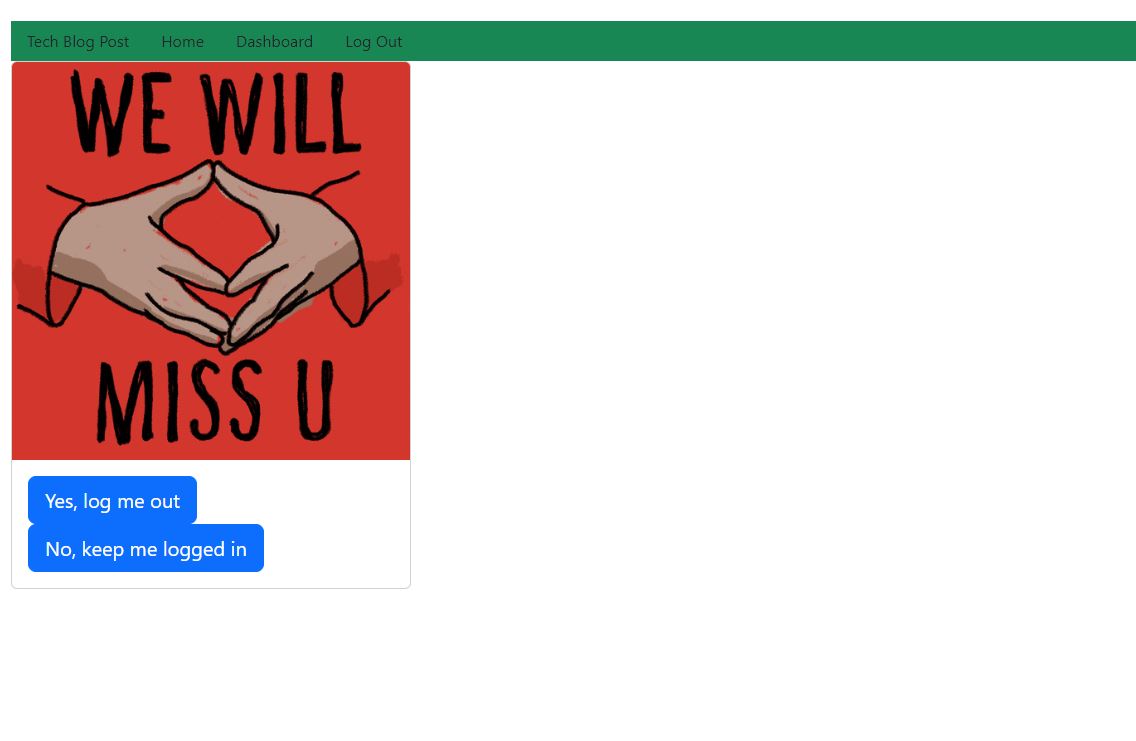 Tech Blog Post Home Dashboard Log Out
WE WILL
MISS U
Yes, log me out
No, keep me logged in